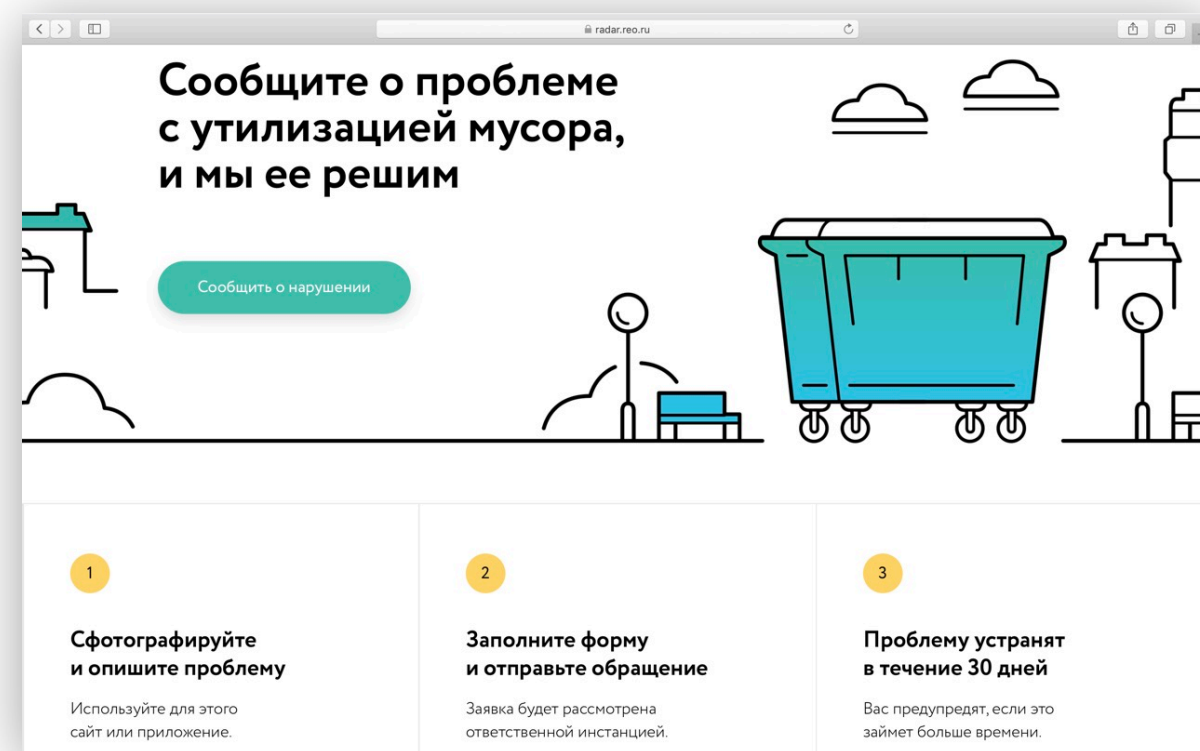 radar.reo.ru
Сообщите о проблеме
с утилизацией мусора,
и мы ее решим
Сообщить о нарушении
1
Сфотографируйте
и опишите проблему
Используйте для этого
сайт или приложение.
2
Заполните форму
и отправьте обращение
Заявка будет рассмотрена
ответственной инстанцией.
3
Проблему устранят
в течение 30 дней
Вас предупредят, если это
займет больше времени.